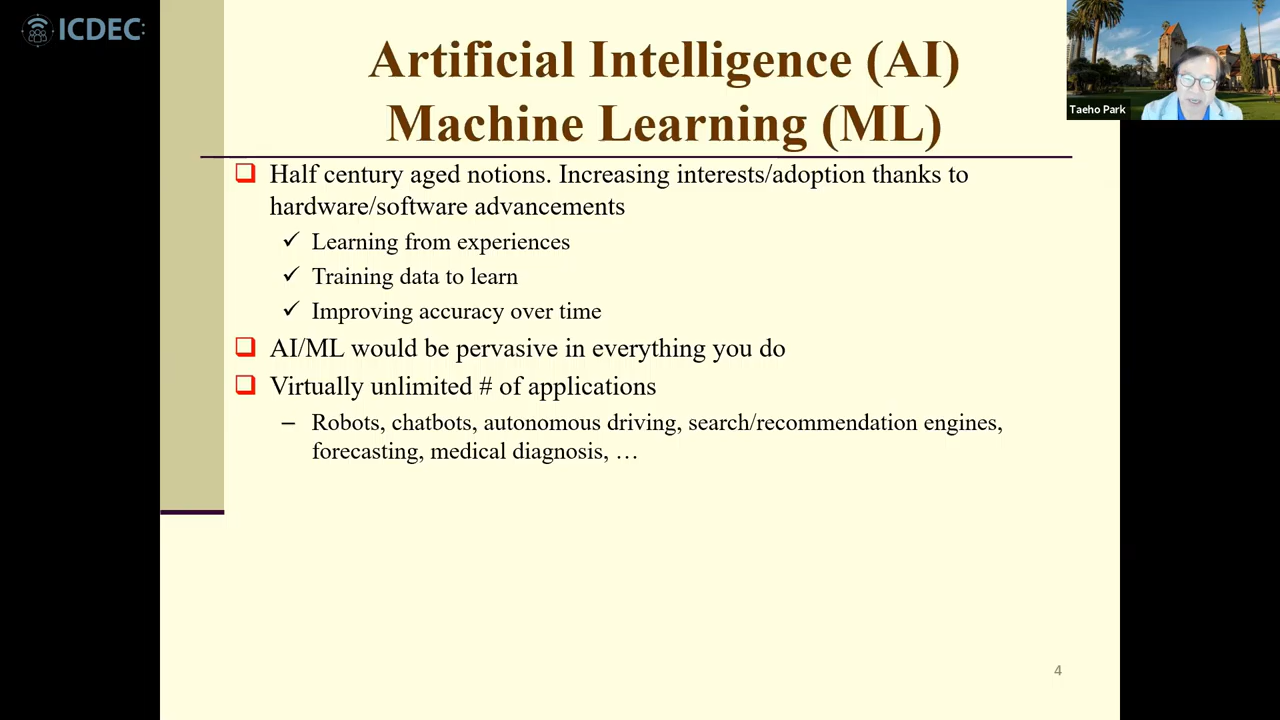 ICDEC
Artificial Intelligence (AI)
Machine Learning (ML)
Taeho Park
Half century aged notions. Increasing interests/adoption thanks to
hardware/software advancements
Learning from experiences
Training data to learn
Improving accuracy over time
AI/ML would be pervasive in everything you do
Virtually unlimited # of applications
– Robots, chatbots, autonomous driving, search/recommendation engines,
forecasting, medical diagnosis, …
4